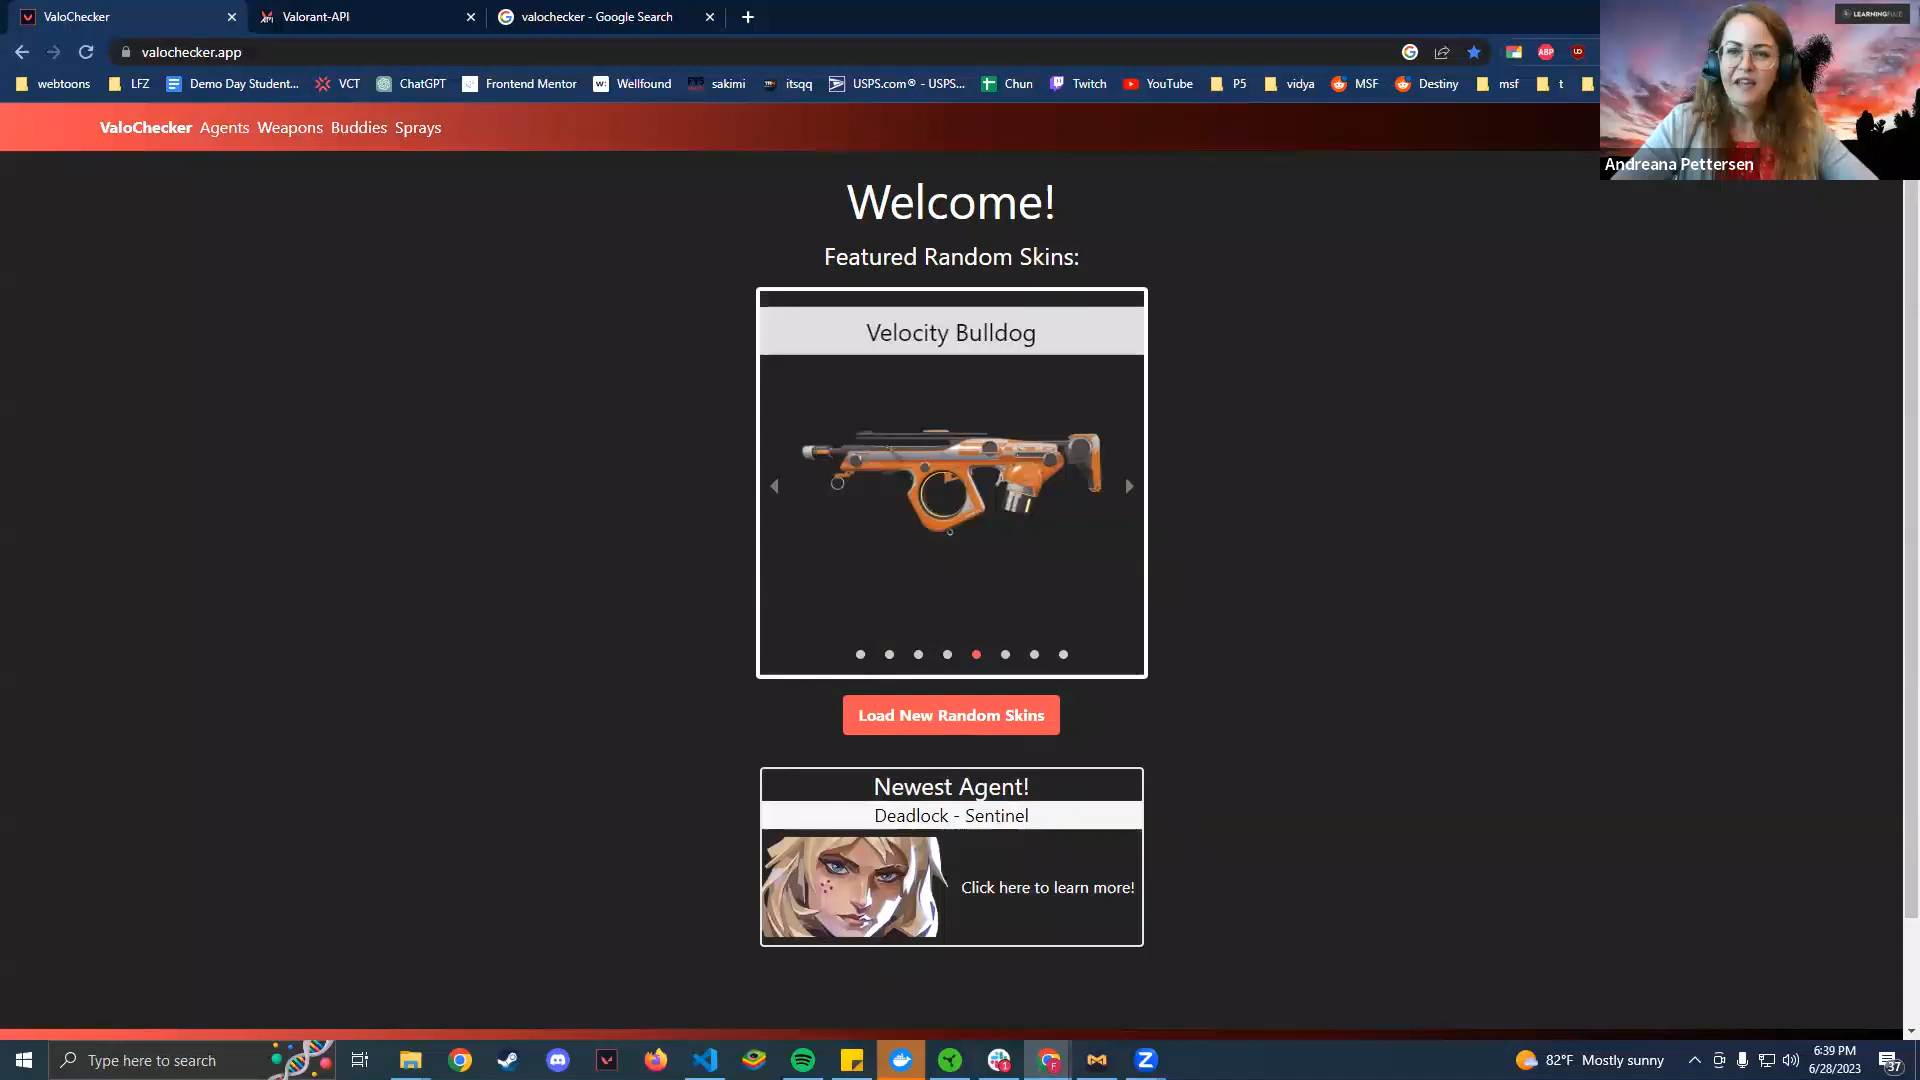 ValoChecker
Valorant-API
valochecker - Google Search
valochecker.app
webtoons LFZ Demo Day Student... VCT ChatGPT Frontend Mentor Wellfound sakimi itsqq USPS.com® - USPS... Chun Twitch YouTube P5 vidya MSF Destiny msf t
ValoChecker Agents Weapons Buddies Sprays
Andreana Pettersen
Welcome!
Featured Random Skins:
Velocity Bulldog
Load New Random Skins
Newest Agent!
Deadlock - Sentinel
Click here to learn more!
Type here to search
82°F Mostly sunny
6:39 PM
6/28/2023
37